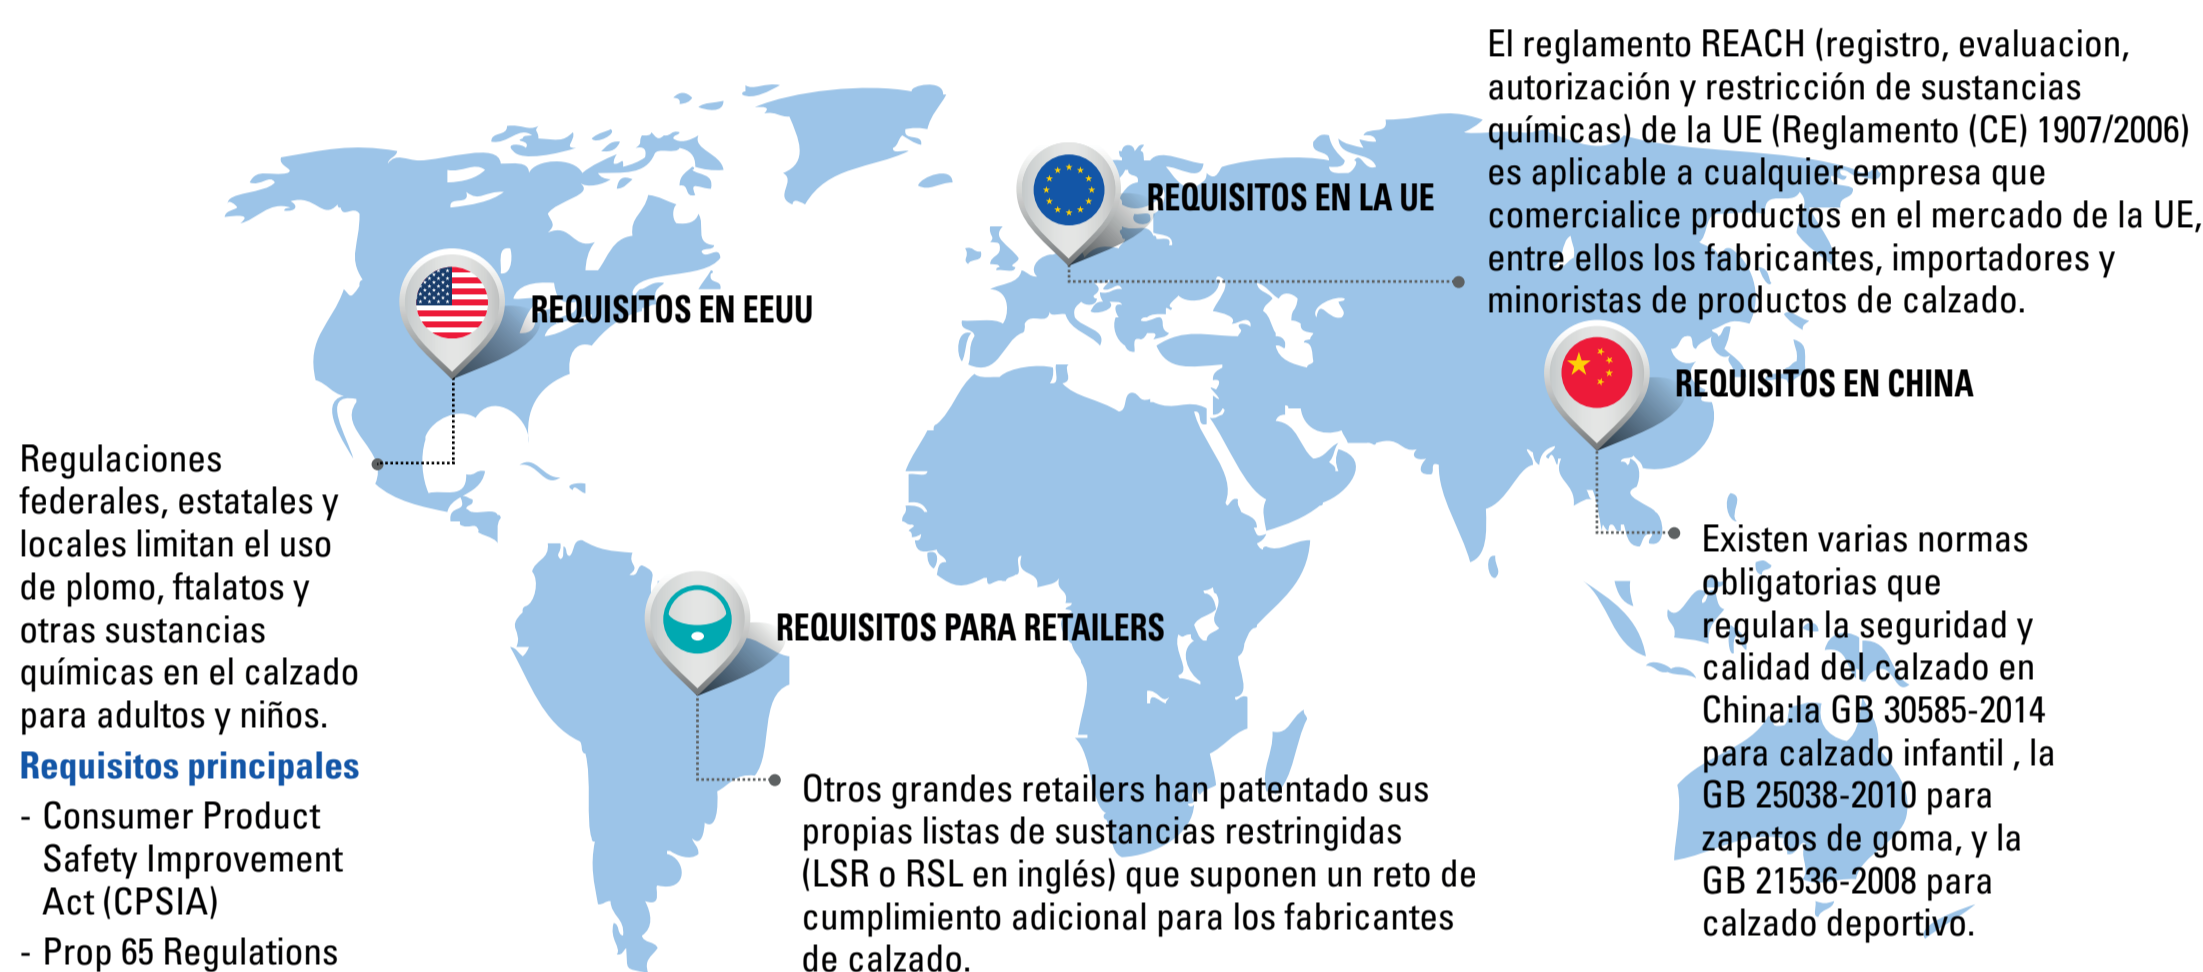 El reglamento REACH (registro, evaluacion,
autorización y restricción de sustancias
químicas) de la UE (Reglamento (CE) 1907/2006)
es aplicable a cualquier empresa que
comercialice productos en el mercado de la UE,
entre ellos los fabricantes, importadores y
minoristas de productos de calzado.
REQUISITOS EN LA UE
REQUISITOS EN EEUU
REQUISITOS EN CHINA
Regulaciones
federales, estatales y
locales limitan el uso
de plomo, ftalatos y
otras sustancias
químicas en el calzado
para adultos y niños.
Requisitos principales
- Consumer Product
Safety Improvement
Act (CPSIA)
- Prop 65 Regulations
REQUISITOS PARA RETAILERS
Otros grandes retailers han patentado sus
propias listas de sustancias restringidas
(LSR o RSL en inglés) que suponen un reto de
cumplimiento adicional para los fabricantes
de calzado.
Existen varias normas
obligatorias que
regulan la seguridad y
calidad del calzado en
China:la GB 30585-2014
para calzado infantil , la
GB 25038-2010 para
zapatos de goma, y la
GB 21536-2008 para
calzado deportivo.